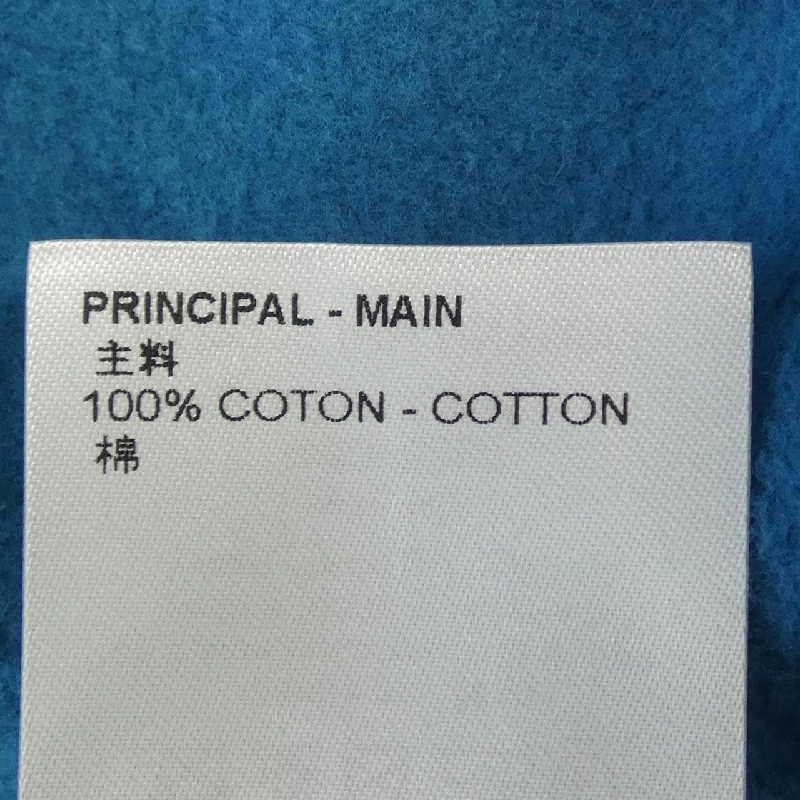 PRINCIPAL - MAIN
主料
100% COTON - COTTON
棉